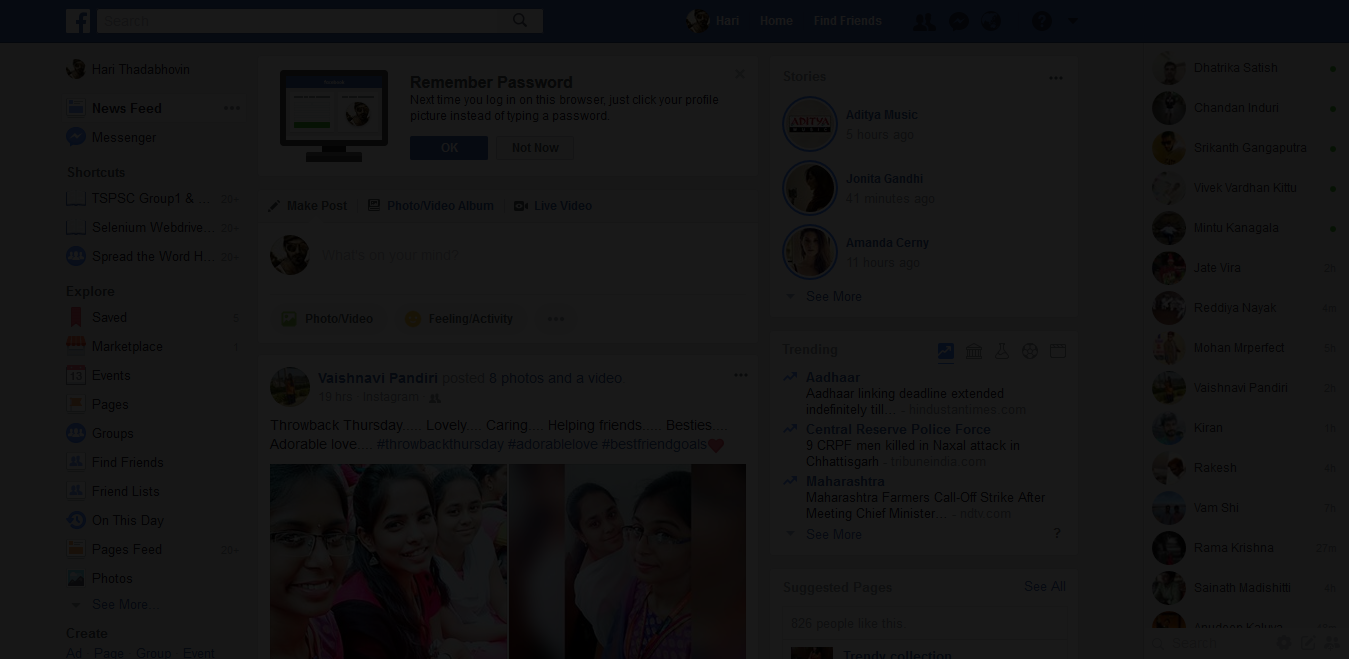 Search
Hari Home Find Friends
Hari Thadabhovin
News Feed
Messenger
Shortcuts
TSPSC Group1 & ... 20+
Selenium Webdrive... 20+
Spread the Word H... 20+
Explore
Saved 5
Marketplace 1
13 Events
Pages
Groups
Find Friends
Friend Lists
On This Day
Pages Feed 20+
Photos
See More...
Create
Ad Page Group Event
Remember Password
Next time you log in on this browser, just click your profile
picture instead of typing a password.
OK Not Now
Make Post Photo/Video Album Live Video
What's on your mind?
Photo/Video Feeling/Activity
Vaishnavi Pandiri posted 8 photos and a video
19 hrs · Instagram
Throwback Thursday..... Lovely.... Caring.... Helping friends..... Besties....
Adorable love.... #throwbackthursday #adorablelove #bestfriendgoals❤
Stories
ADITYA MUSIC
Aditya Music
5 hours ago
Jonita Gandhi
41 minutes ago
Amanda Cerny
11 hours ago
See More
Trending
Aadhaar
Aadhaar linking deadline extended
indefinitely till... - hindustantimes.com
Central Reserve Police Force
9 CRPF men killed in Naxal attack in
Chhattisgarh - tribuneindia.com
Maharashtra
Maharashtra Farmers Call-Off Strike After
Meeting Chief Minister... - ndtv.com
See More ?
Suggested Pages See All
826 people like this
Trendy collection
Dhatrika Satish
Chandan Induri
Srikanth Gangaputra
Vivek Vardhan Kittu
Mintu Kanagala
Jate Vira 2h
Reddiya Nayak 4m
Mohan Mrperfect 5h
Vaishnavi Pandiri 2h
Kiran 1h
Rakesh 4h
Vam Shi 7h
Rama Krishna 27m
Sainath Madishitti 4h
Search